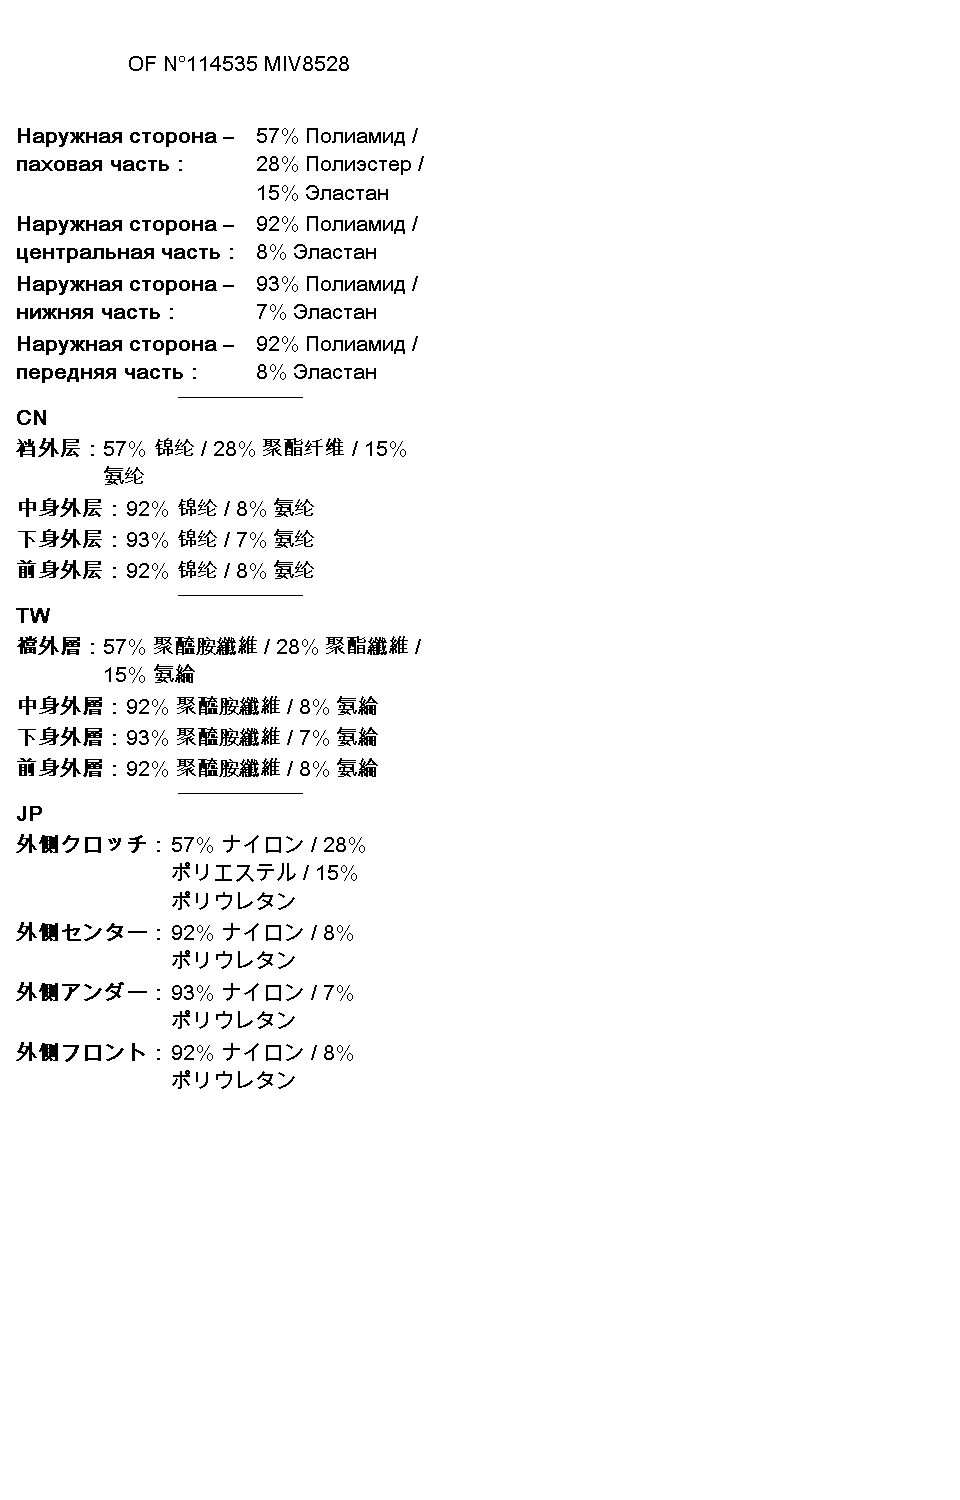 OF N°114535 MIV8528
Наружная сторона – 57% Полиамид /
паховая часть : 28% Полиэстер /
15% Эластан
Наружная сторона – 92% Полиамид /
центральная часть : 8% Эластан
Наружная сторона – 93% Полиамид /
нижняя часть : 7% Эластан
Наружная сторона – 92% Полиамид /
передняя часть : 8% Эластан
CN
裆外层 : 57% 锦纶 / 28% 聚酯纤维 / 15%
氨纶
中身外层 : 92% 锦纶 / 8% 氨纶
下身外层 : 93% 锦纶 / 7% 氨纶
前身外层 : 92% 锦纶 / 8% 氨纶
TW
襠外層 : 57% 聚醯胺纖維 / 28% 聚酯纖維 /
15% 氨綸
中身外層 : 92% 聚醯胺纖維 / 8% 氨綸
下身外層 : 93% 聚醯胺纖維 / 7% 氨綸
前身外層 : 92% 聚醯胺纖維 / 8% 氨綸
JP
外側クロッチ : 57% ナイロン / 28%
ポリエステル / 15%
ポリウレタン
外側センター : 92% ナイロン / 8%
ポリウレタン
外側アンダー : 93% ナイロン / 7%
ポリウレタン
外側フロント : 92% ナイロン / 8%
ポリウレタン